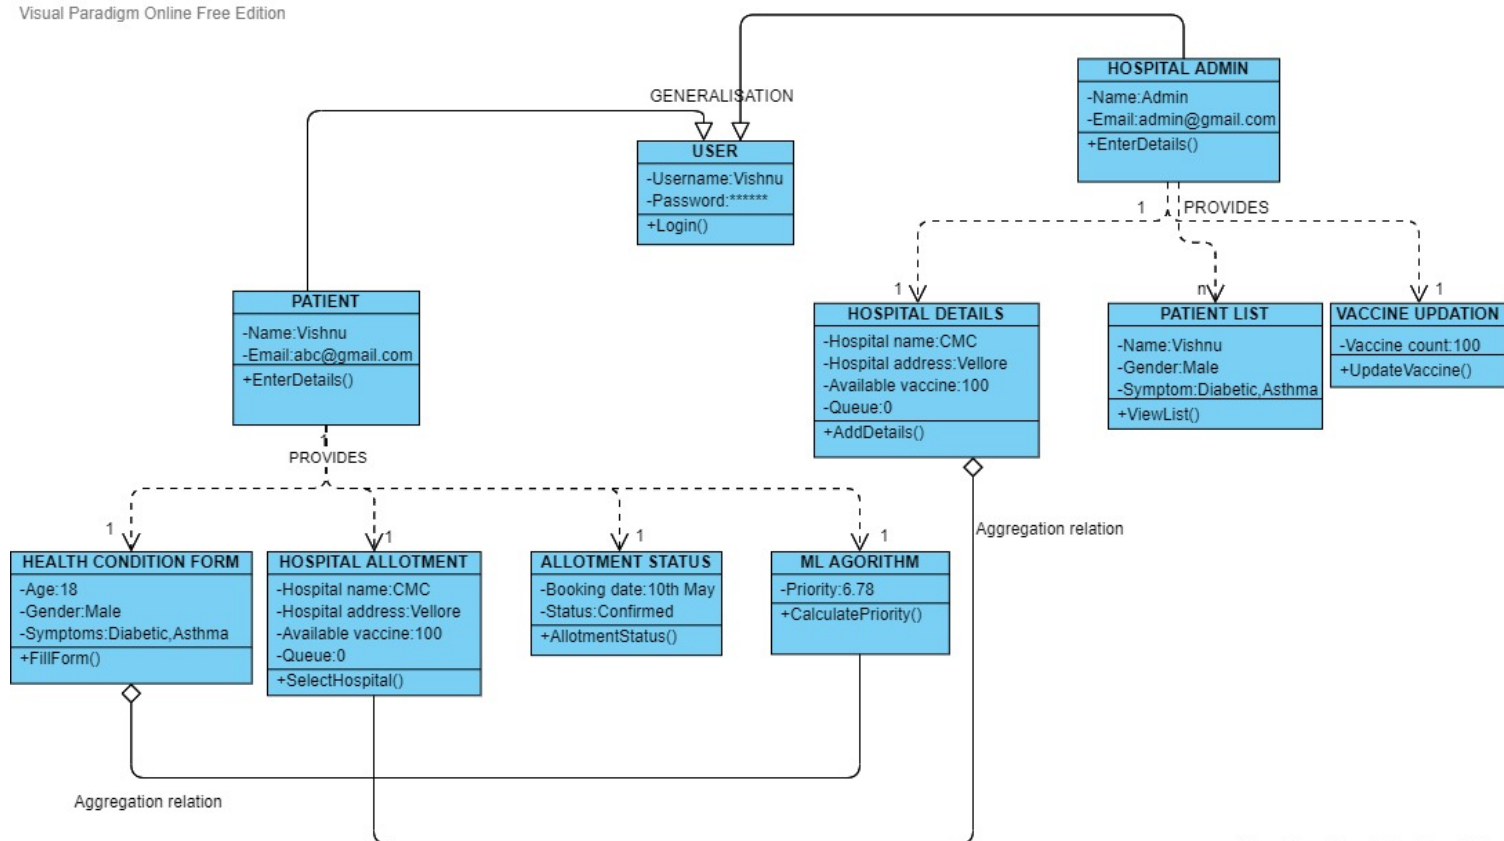 Visual Paradigm Online Free Edition
HOSPITAL ADMIN
-Name:Admin
-Email:admin@gmail.com
+EnterDetails()
GENERALISATION
USER
-Username:Vishnu
-Password:******
+Login()
1
PROVIDES
PATIENT
-Name:Vishnu
-Email:abc@gmail.com
+EnterDetails()
1
HOSPITAL DETAILS
-Hospital name:CMC
-Hospital address:Vellore
-Available vaccine:100
-Queue:0
+AddDetails()
n
PATIENT LIST
-Name:Vishnu
-Gender:Male
-Symptom:Diabetic,Asthma
+ViewList()
1
VACCINE UPDATION
-Vaccine count:100
+UpdateVaccine()
1
PROVIDES
Aggregation relation
1
HEALTH CONDITION FORM
-Age:18
-Gender:Male
-Symptoms:Diabetic,Asthma
+FillForm()
1
HOSPITAL ALLOTMENT
-Hospital name:CMC
-Hospital address:Vellore
-Available vaccine:100
-Queue:0
+SelectHospital()
1
ALLOTMENT STATUS
-Booking date:10th May
-Status:Confirmed
+AllotmentStatus()
1
ML AGORITHM
-Priority:6.78
+CalculatePriority()
Aggregation relation